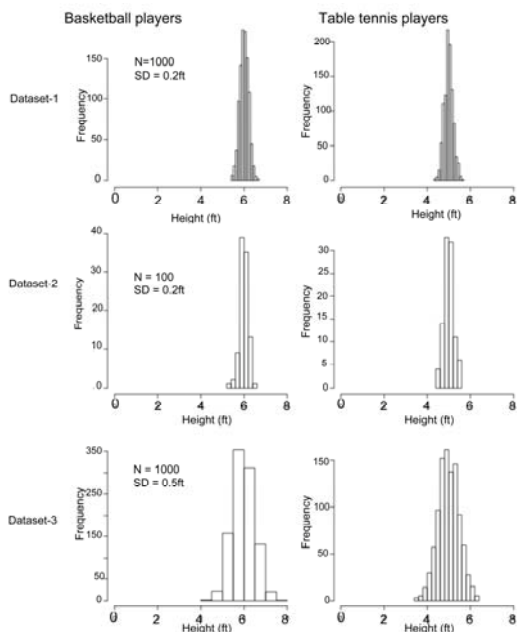 Basketball players
Table tennis players
Dataset-1
Frequency
150
100
50
0
N=1000
SD = 0.2ft
0 2 4 6 8
Height (ft)
Frequency
200
150
100
50
0
0 2 4 6 8
Height (ft)
Dataset-2
Frequency
40
30
20
10
0
N = 100
SD = 0.2ft
0 2 4 6 8
Height (ft)
Frequency
30
25
20
15
10
5
0
0 2 4 6 8
Height (ft)
Dataset-3
Frequency
350
250
150
50
0
N = 1000
SD = 0.5ft
0 2 4 6 8
Height (ft)
Frequency
150
100
50
0
0 2 4 6 8
Height (ft)